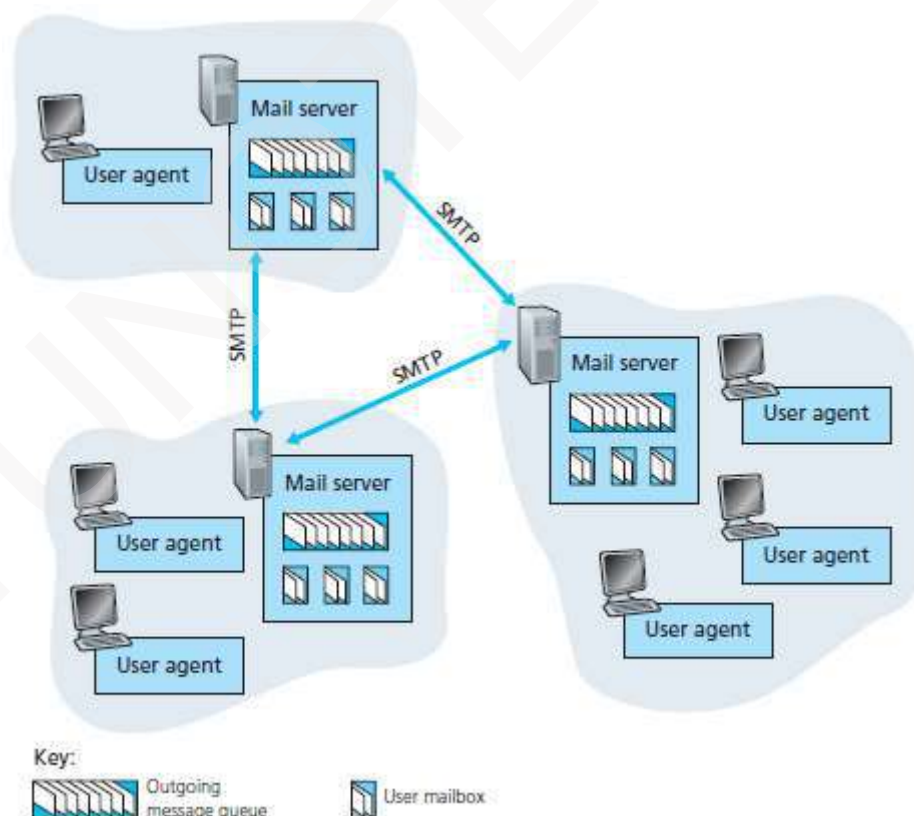 Mail server
User agent
SMTP
SMTP
SMTP
Mail server
User agent
Mail server
User agent
User agent
User agent
User agent
Key:
Outgoing
message queue
User mailbox